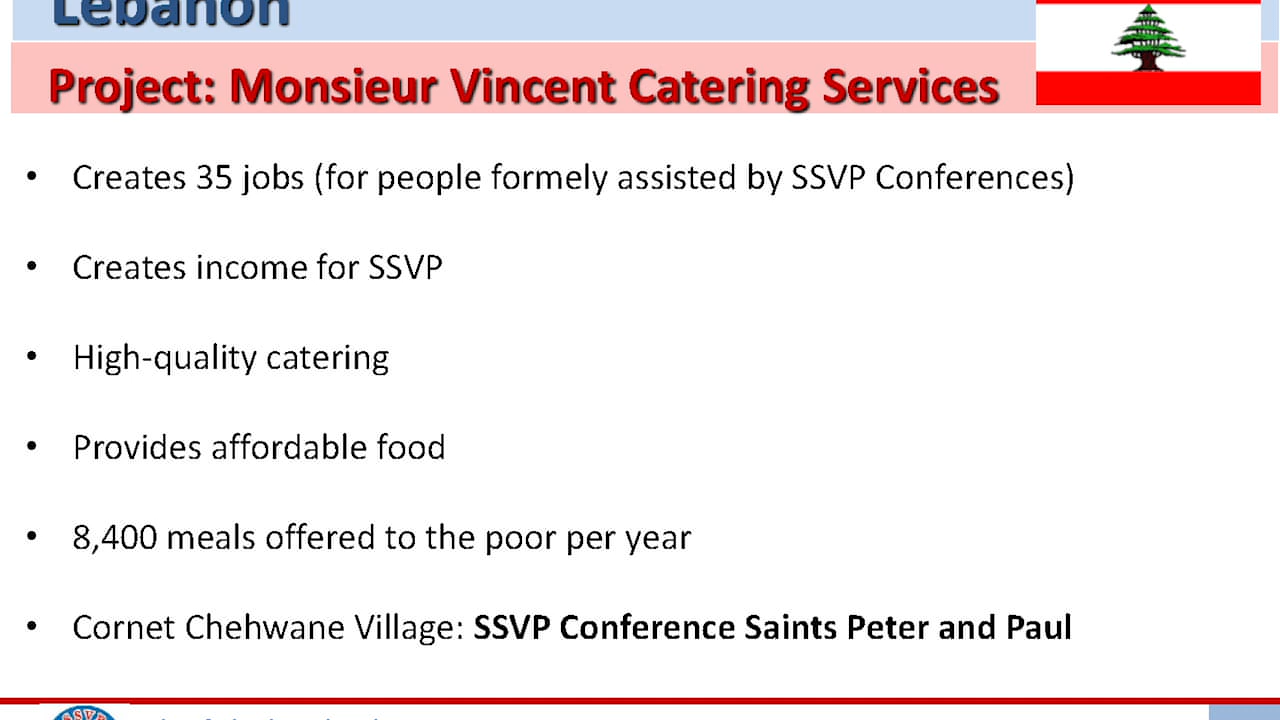 Lebanon
Project: Monsieur Vincent Catering Services
• Creates 35 jobs (for people formely assisted by SSVP Conferences)
• Creates income for SSVP
• High-quality catering
• Provides affordable food
• 8,400 meals offered to the poor per year
• Cornet Chehwane Village: SSVP Conference Saints Peter and Paul
SSVP